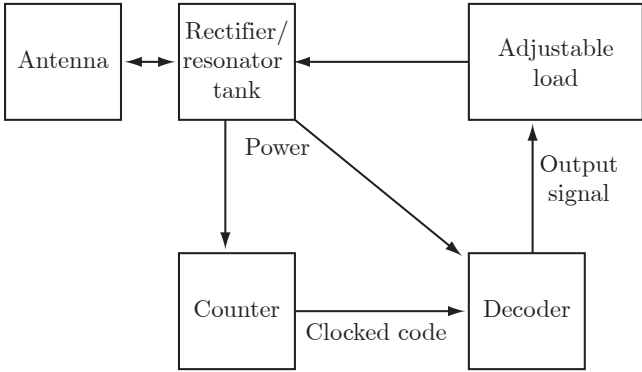 Antenna
Rectifier/
resonator
tank
Adjustable
load
Power
Output
signal
Counter
Clocked code
Decoder